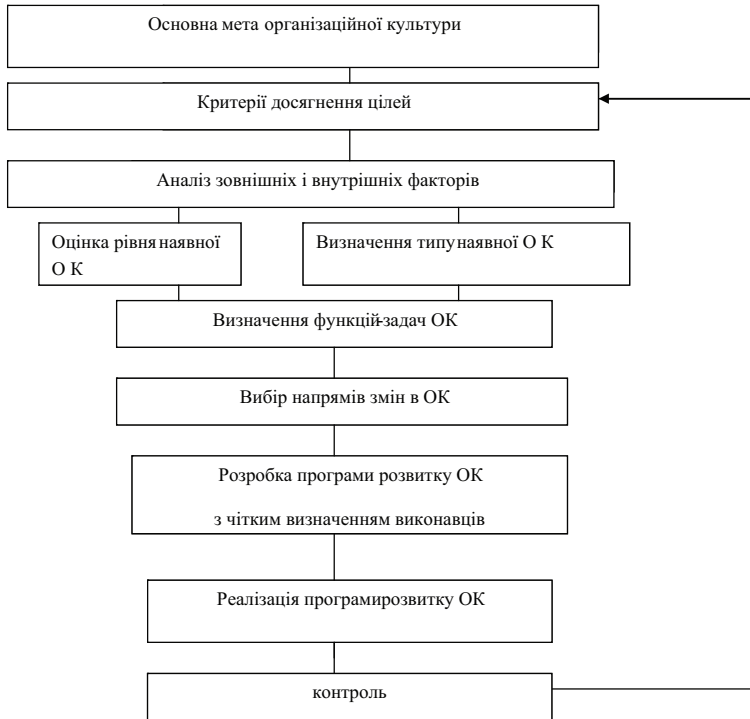 Основна мета організаційної культури
Критерії досягнення цілей
Аналіз зовнішніх і внутрішніх факторів
Оцінка рівня наявної
О К
Визначення типу наявної О К
Визначення функцій-задач ОК
Вибір напрямів змін в ОК
Розробка програми розвитку ОК
з чітким визначенням виконавців
Реалізація програми розвитку ОК
контроль